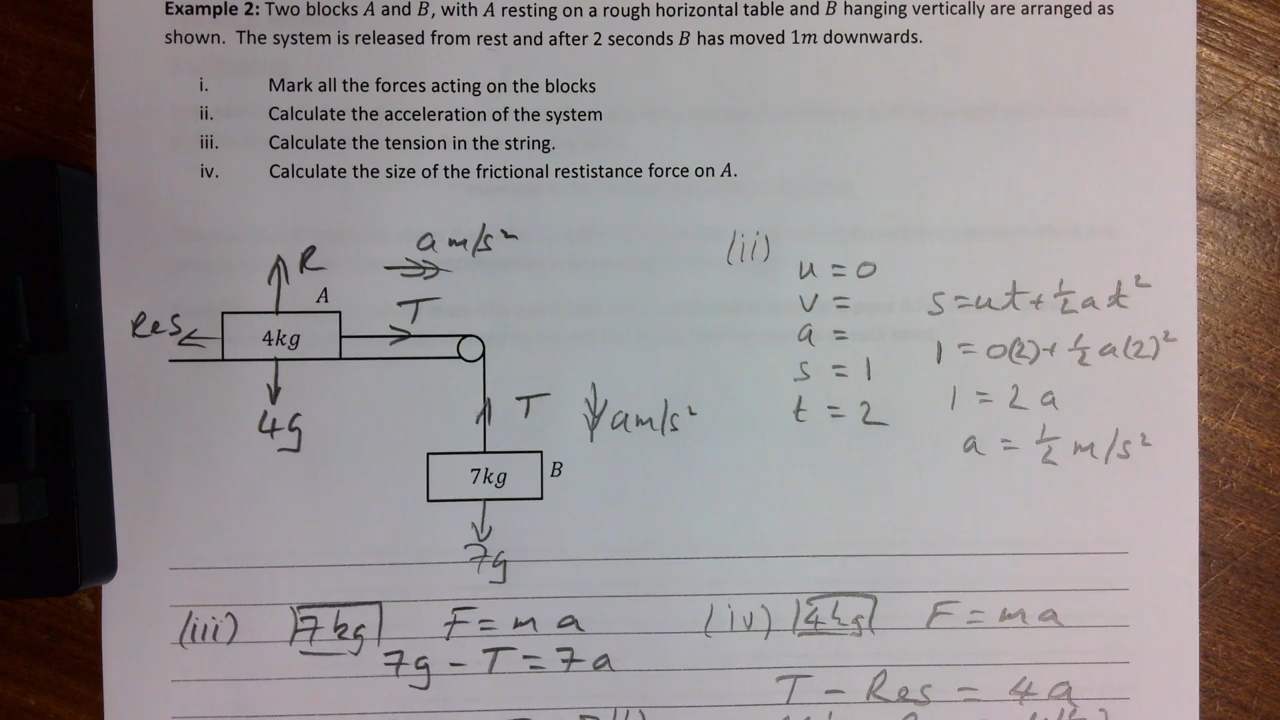 Example 2: Two blocks A and B, with A resting on a rough horizontal table and B hanging vertically are arranged as
shown. The system is released from rest and after 2 seconds B has moved 1m downwards.
i. Mark all the forces acting on the blocks
ii. Calculate the acceleration of the system
iii. Calculate the tension in the string.
iv. Calculate the size of the frictional restistance force on A.
a m/s²
R
A
T
Res
4kg
4g
T
a m/s²
7kg
B
7g
(ii)
u = 0
v =
a =
s = 1
t = 2
s = ut + ½at²
1 = 0(2) + ½a(2)²
1 = 2a
a = ½ m/s²
(iii) 7kg F = ma
7g - T = 7a
(iv) 4kg F = ma
T - Res = 4a